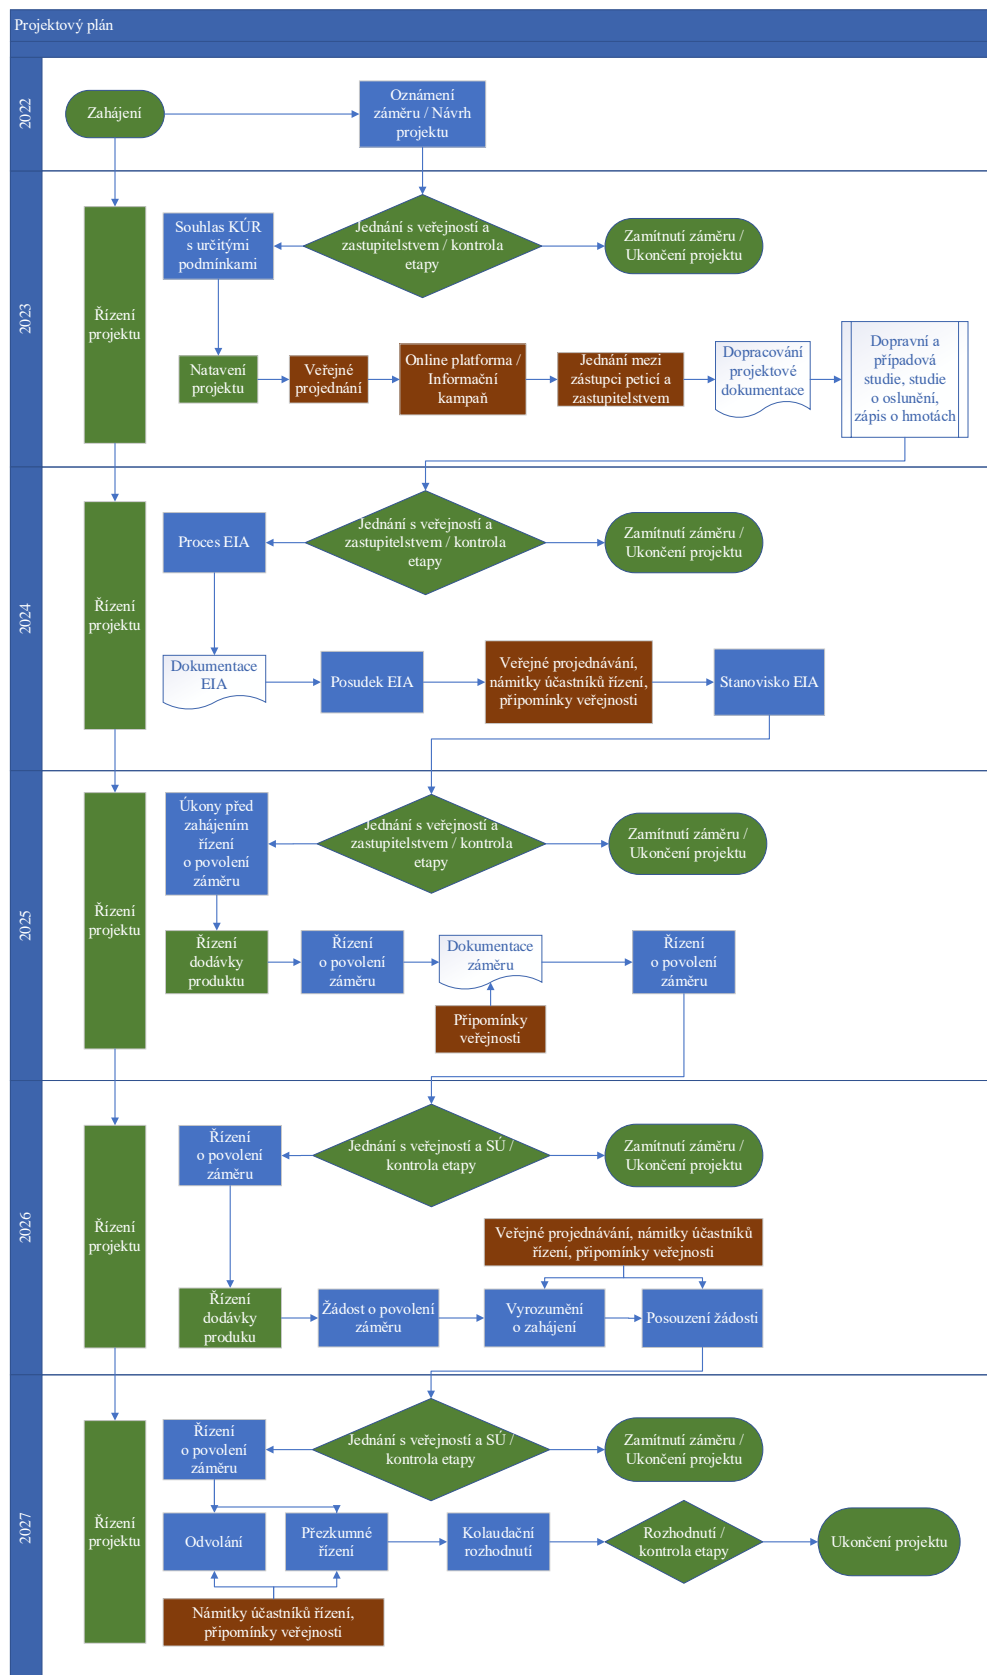 Projektový plán
2022
Zahájení
Oznámení
záměru / Návrh
projektu
2023
Řízení
projektu
Souhlas KÚR
s určitými
podmínkami
Jednání s veřejností a
zastupitelstvem / kontrola
etapy
Zamítnutí záměru /
Ukončení projektu
Natavení
projektu
Veřejné
projednání
Online platforma /
Informační
kampaň
Jednání mezi
zástupci peticí a
zastupitelstvem
Dopracování
projektové
dokumentace
Dopravní a
případová
studie, studie
o oslunění,
zápis o hmotách
2024
Řízení
projektu
Proces EIA
Jednání s veřejností a
zastupitelstvem / kontrola
etapy
Zamítnutí záměru /
Ukončení projektu
Dokumentace
EIA
Posudek EIA
Veřejné projednávání,
námitky účastníků řízení,
připomínky veřejnosti
Stanovisko EIA
2025
Řízení
projektu
Úkony před
zahájením
řízení
o povolení
záměru
Jednání s veřejností a
zastupitelstvem / kontrola
etapy
Zamítnutí záměru /
Ukončení projektu
Řízení
dodávky
produktu
Řízení
o povolení
záměru
Dokumentace
záměru
Řízení
o povolení
záměru
Připomínky
veřejnosti
2026
Řízení
projektu
Řízení
o povolení
záměru
Jednání s veřejností a SÚ /
kontrola etapy
Zamítnutí záměru /
Ukončení projektu
Veřejné projednávání, námitky účastníků
řízení, připomínky veřejnosti
Řízení
dodávky
produku
Žádost o povolení
záměru
Vyrozumění
o zahájení
Posouzení žádosti
2027
Řízení
projektu
Řízení
o povolení
záměru
Jednání s veřejností a SÚ /
kontrola etapy
Zamítnutí záměru /
Ukončení projektu
Odvolání
Přezkumné
řízení
Kolaudační
rozhodnutí
Rozhodnutí /
kontrola etapy
Ukončení projektu
Námitky účastníků řízení,
připomínky veřejnosti